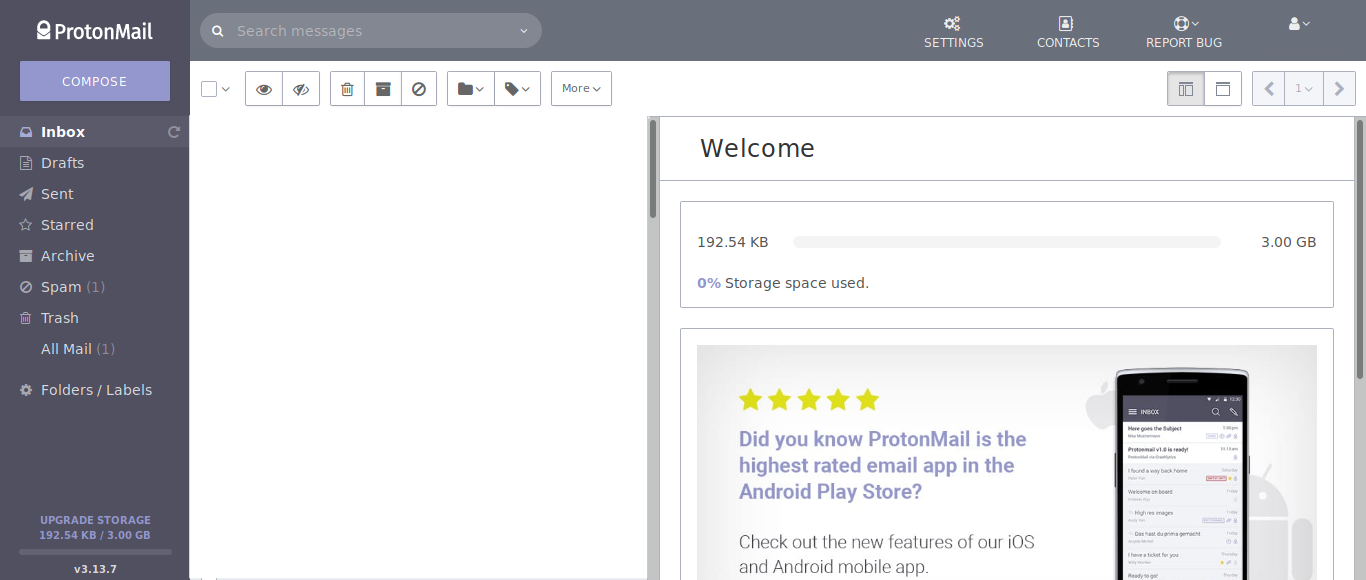 ProtonMail
Search messages
SETTINGS
CONTACTS
REPORT BUG
COMPOSE
More
1
Inbox
Drafts
Sent
Starred
Archive
Spam (1)
Trash
All Mail (1)
Folders / Labels
UPGRADE STORAGE
192.54 KB / 3.00 GB
v3.13.7
Welcome
192.54 KB
3.00 GB
0% Storage space used.
Did you know ProtonMail is the
highest rated email app in the
Android Play Store?
Check out the new features of our iOS
and Android mobile app.
12:30
INBOX
Here goes the Subject
Protonmail v1.0 is ready!
ProtonMail via Crashlytics
I found a way back home
Welcome on board
High res images
Das hast du prima gemacht
I have a ticket for you
Ready to go!